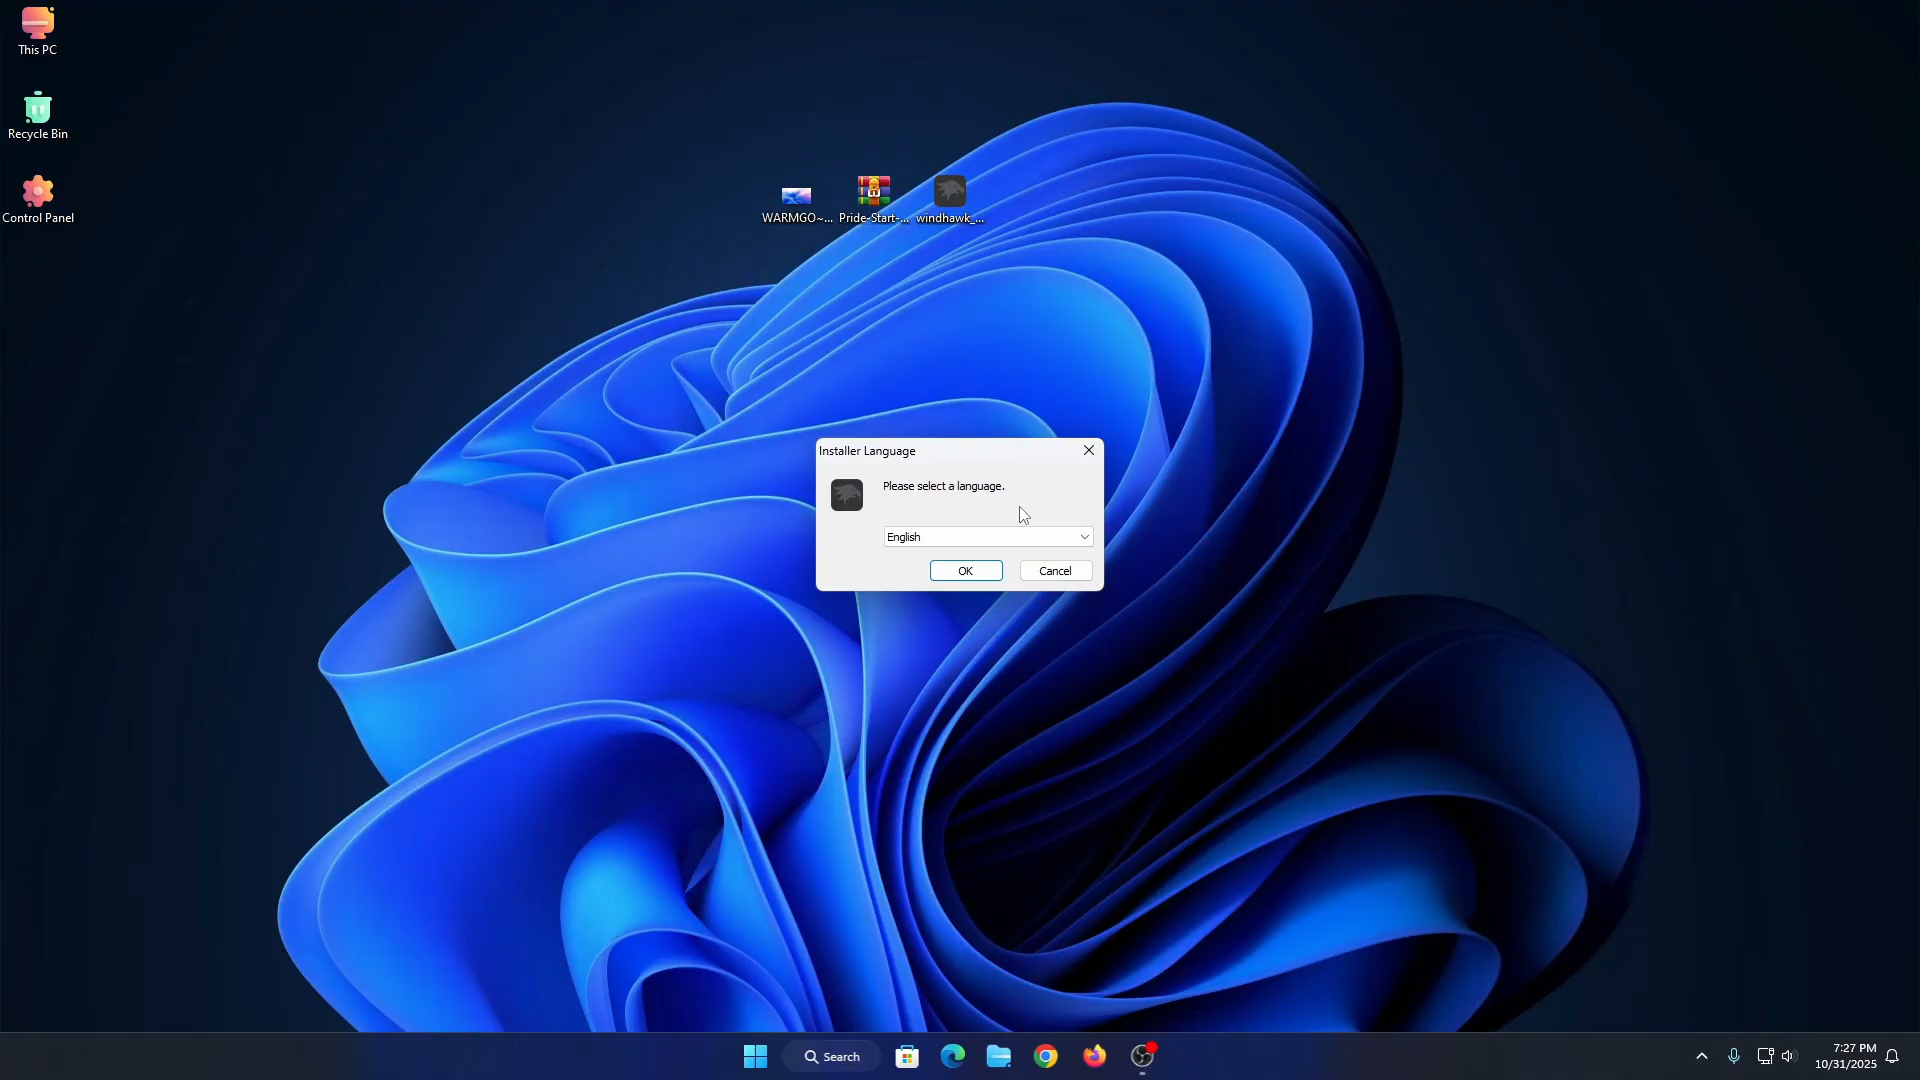 This PC
Recycle Bin
Control Panel
WARMGO~...
Pride-Start-...
windhawk_...
Installer Language
Please select a language.
English
OK
Cancel
Search
7:27 PM
10/31/2025